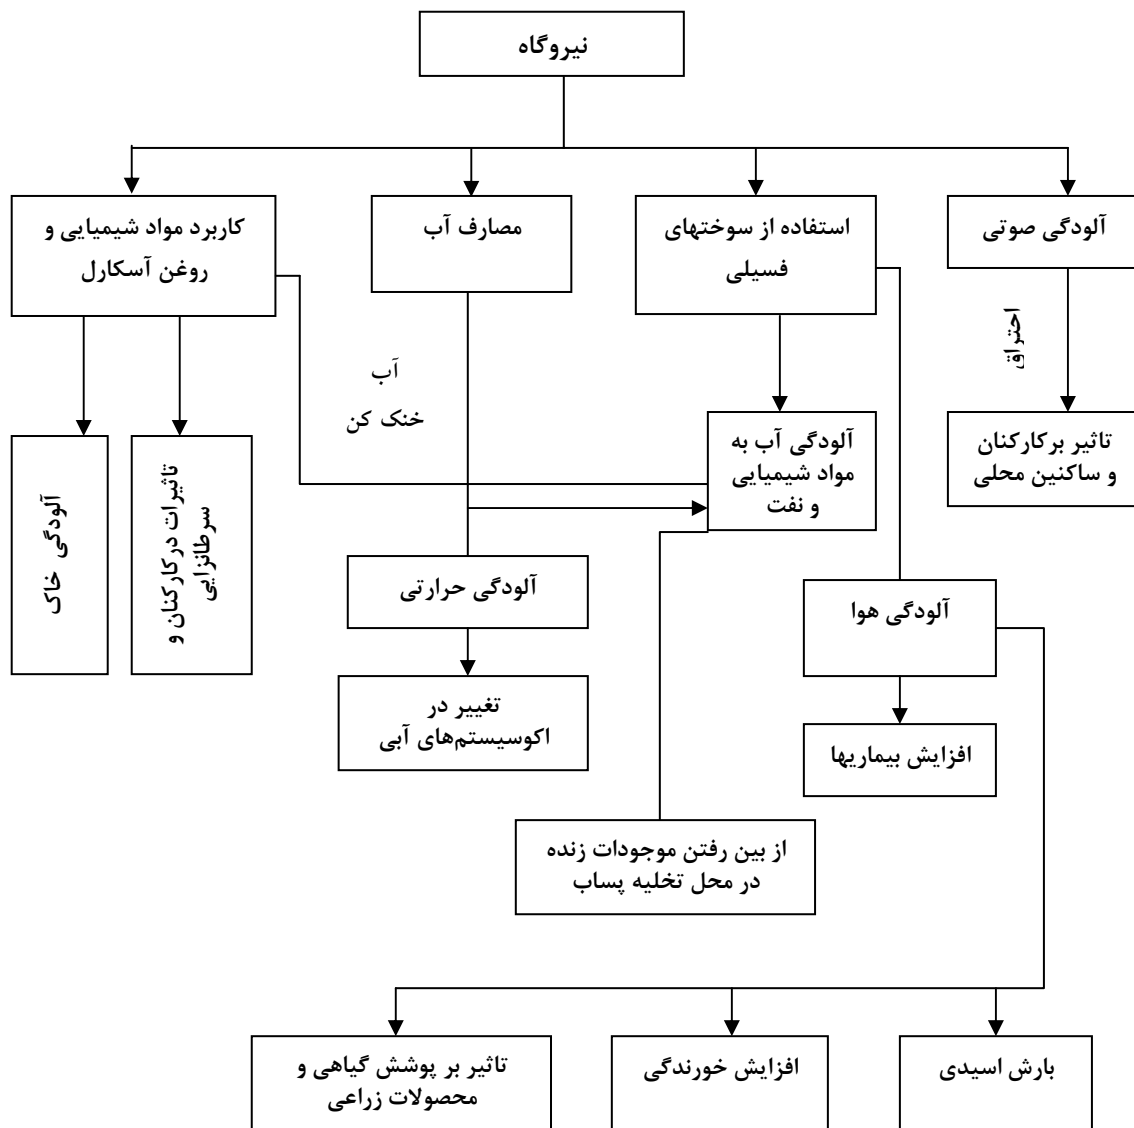 نیروگاه
آلودگی صوتی
استفاده از سوختهای
فسیلی
مصارف آب
کاربرد مواد شیمیایی و
روغن آسکارل
احتراق
آب
خنک کن
تاثیر برکارکنان
و ساکنین محلی
آلودگی آب به
مواد شیمیایی
و نفت
تاثیرات درکارکنان و
سرطانزایی
آلودگی خاک
آلودگی حرارتی
آلودگی هوا
تغییر در
اکوسیستم‌های آبی
افزایش بیماریها
از بین رفتن موجودات زنده
در محل تخلیه پساب
بارش اسیدی
افزایش خورندگی
تاثیر بر پوشش گیاهی و
محصولات زراعی